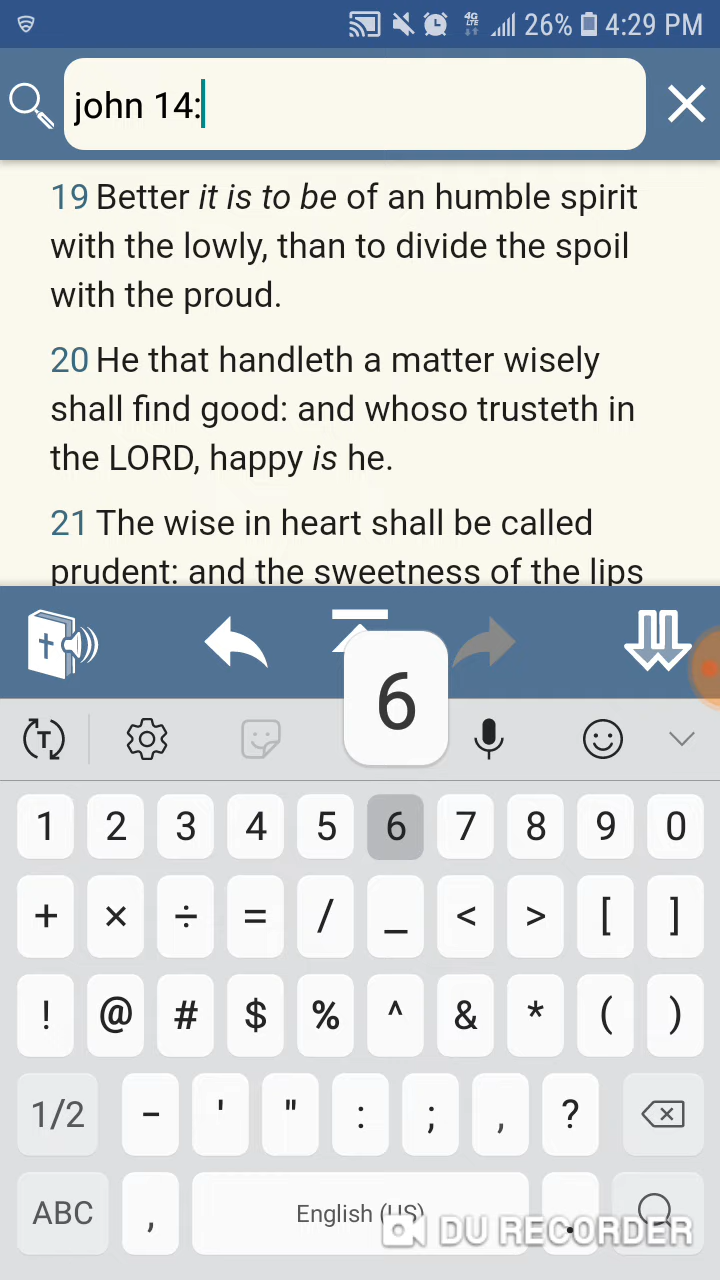 4G LTE 26% 4:29 PM
john 14:
19 Better it is to be of an humble spirit
with the lowly, than to divide the spoil
with the proud.
20 He that handleth a matter wisely
shall find good: and whoso trusteth in
the LORD, happy is he.
21 The wise in heart shall be called
prudent: and the sweetness of the lips
6
T
1 2 3 4 5 6 7 8 9 0
+ × ÷ = / _ < > [ ]
! @ # $ % ^ & * ( )
1/2 - ' " : ; , ?
ABC , English (US) .
DU RECORDER